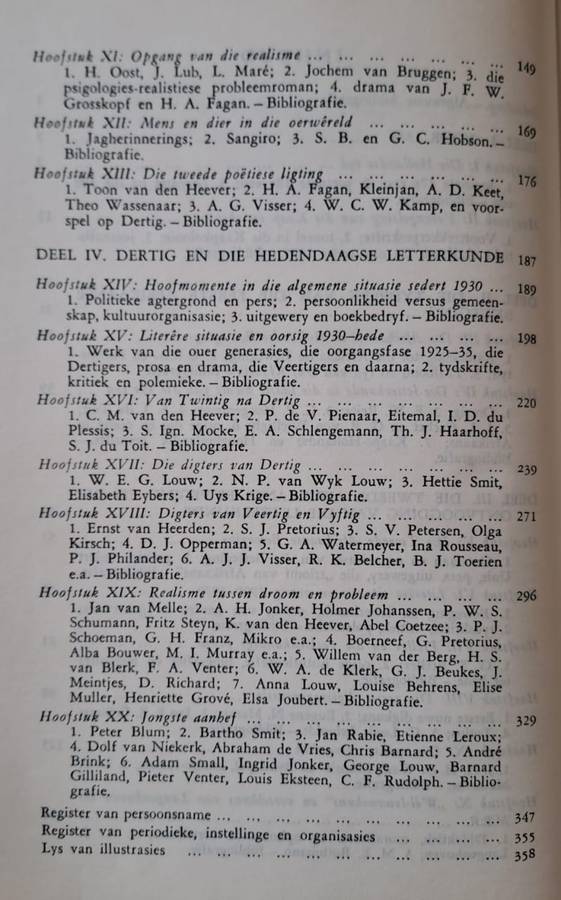 Hoofstuk XI: Opgang van die realisme ... ... ... ... ... ... ... 149
1. H. Oost, J. Lub, L. Maré; 2. Jochem van Bruggen; 3. die
psigologies-realistiese probleemroman; 4. drama van J. F. W.
Grosskopf en H. A. Fagan. – Bibliografie.
Hoofstuk XII: Mens en dier in die oerwêreld ... ... ... ... ... ... 169
1. Jagherinnerings; 2. Sangiro; 3. S. B. en G. C. Hobson. –
Bibliografie.
Hoofstuk XIII: Die tweede poëtiese ligting ... ... ... ... ... ... 176
1. Toon van den Heever; 2. H. A. Fagan, Kleinjan, A. D. Keet,
Theo Wassenaar; 3. A. G. Visser; 4. W. C. W. Kamp, en voor-
spel op Dertig. – Bibliografie.
DEEL IV. DERTIG EN DIE HEDENDAAGSE LETTERKUNDE 187
Hoofstuk XIV: Hoofmomente in die algemene situasie sedert 1930 ... 189
1. Politieke agtergrond en pers; 2. persoonlikheid versus gemeen-
skap, kultuurorganisasie; 3. uitgewery en boekbedryf. – Bibliografie.
Hoofstuk XV: Literêre situasie en oorsig 1930–hede ... ... ... ... 198
1. Werk van die ouer generasies, die oorgangsfase 1925–35, die
Dertigers, prosa en drama, die Veertigers en daarna; 2. tydskrifte,
kritiek en polemieke. – Bibliografie.
Hoofstuk XVI: Van Twintig na Dertig ... ... ... ... ... ... ... 220
1. C. M. van den Heever; 2. P. de V. Pienaar, Eitemal, I. D. du
Plessis; 3. S. Ign. Mocke, E. A. Schlengemann, Th. J. Haarhoff,
S. J. du Toit. – Bibliografie.
Hoofstuk XVII: Die digters van Dertig ... ... ... ... ... ... ... 239
1. W. E. G. Louw; 2. N. P. van Wyk Louw; 3. Hettie Smit,
Elisabeth Eybers; 4. Uys Krige. – Bibliografie.
Hoofstuk XVIII: Digters van Veertig en Vyftig ... ... ... ... ... 271
1. Ernst van Heerden; 2. S. J. Pretorius; 3. S. V. Petersen, Olga
Kirsch; 4. D. J. Opperman; 5. G. A. Watermeyer, Ina Rousseau,
P. J. Philander; 6. A. J. J. Visser, R. K. Belcher, B. J. Toerien
e.a. – Bibliografie.
Hoofstuk XIX: Realisme tussen droom en probleem ... ... ... ... 296
1. Jan van Melle; 2. A. H. Jonker, Holmer Johanssen, P. W. S.
Schumann, Fritz Steyn, K. van den Heever, Abel Coetzee; 3. P. J.
Schoeman, G. H. Franz, Mikro e.a.; 4. Boerneef, G. Pretorius,
Alba Bouwer, M. I. Murray e.a.; 5. Willem van der Berg, H. S.
van Blerk, F. A. Venter; 6. W. A. de Klerk, G. J. Beukes, J.
Meintjes, D. Richard; 7. Anna Louw, Louise Behrens, Elise
Muller, Henriette Grové, Elsa Joubert. – Bibliografie.
Hoofstuk XX: Jongste aanhef ... ... ... ... ... ... ... ... ... 329
1. Peter Blum; 2. Bartho Smit; 3. Jan Rabie, Etienne Leroux;
4. Dolf van Niekerk, Abraham de Vries, Chris Barnard; 5. André
Brink; 6. Adam Small, Ingrid Jonker, George Louw, Barnard
Gilliland, Pieter Venter, Louis Eksteen, C. F. Rudolph. – Biblio-
grafie.
Register van persoonsname ... ... ... ... ... ... ... ... ... ... 347
Register van periodieke, instellinge en organisasies ... ... ... ... 355
Lys van illustrasies ... ... ... ... ... ... ... ... ... ... ... 358